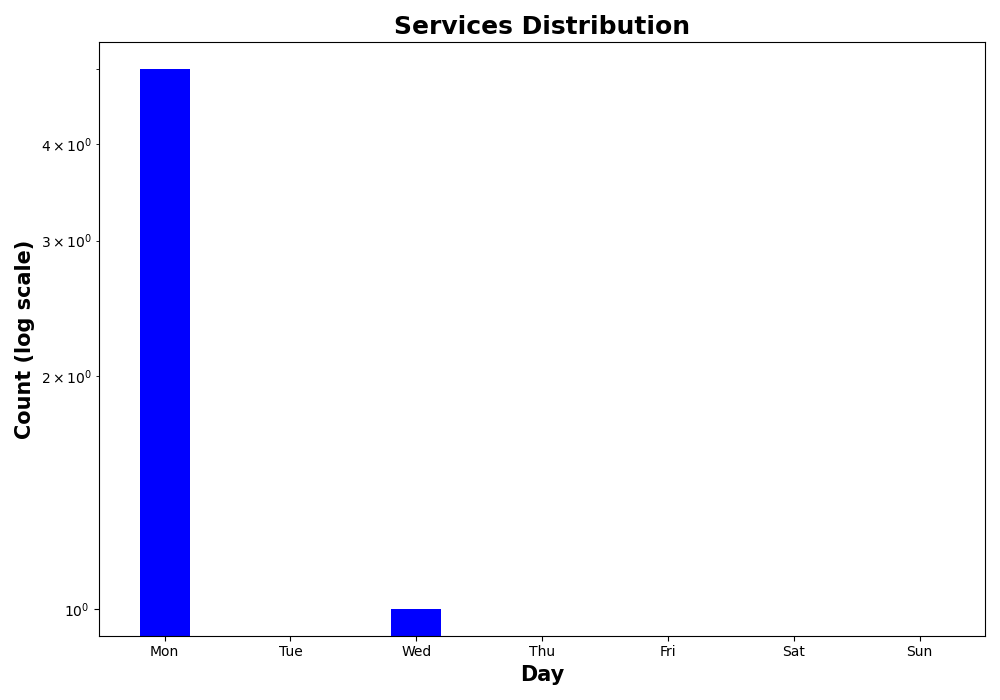 Services Distribution
Count (log scale)
4 × 10⁰
3 × 10⁰
2 × 10⁰
10⁰
Mon Tue Wed Thu Fri Sat Sun
Day